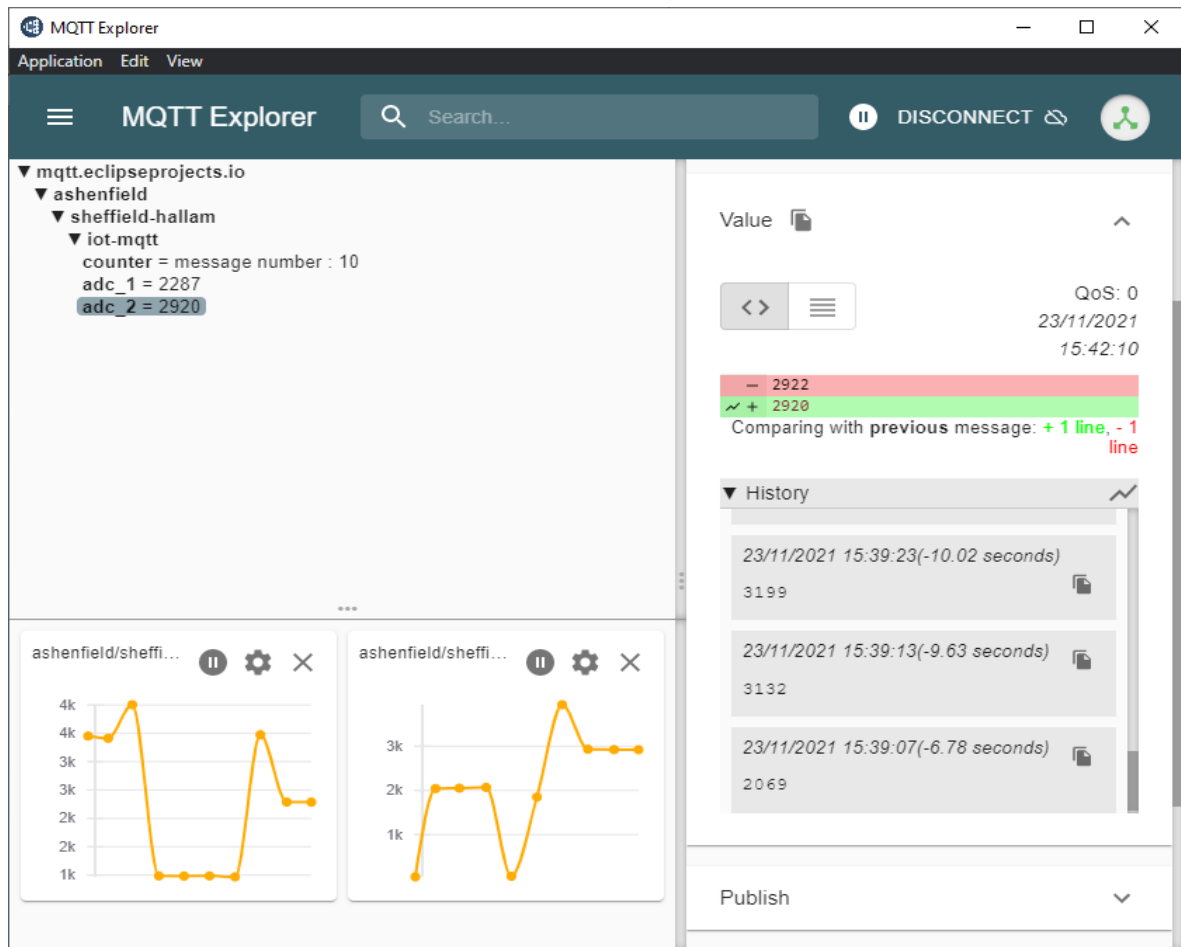 MQTT Explorer
Application Edit View
MQTT Explorer
Search...
DISCONNECT
▼ mqtt.eclipseprojects.io
▼ ashenfield
▼ sheffield-hallam
▼ iot-mqtt
counter = message number : 10
adc_1 = 2287
adc_2 = 2920
Value
QoS: 0
23/11/2021
15:42:10
- 2922
+ 2920
Comparing with previous message: + 1 line, - 1
line
▼ History
23/11/2021 15:39:23(-10.02 seconds)
3199
23/11/2021 15:39:13(-9.63 seconds)
3132
23/11/2021 15:39:07(-6.78 seconds)
2069
Publish
ashenfield/sheffi...
4k
4k
3k
3k
2k
2k
1k
ashenfield/sheffi...
3k
2k
1k